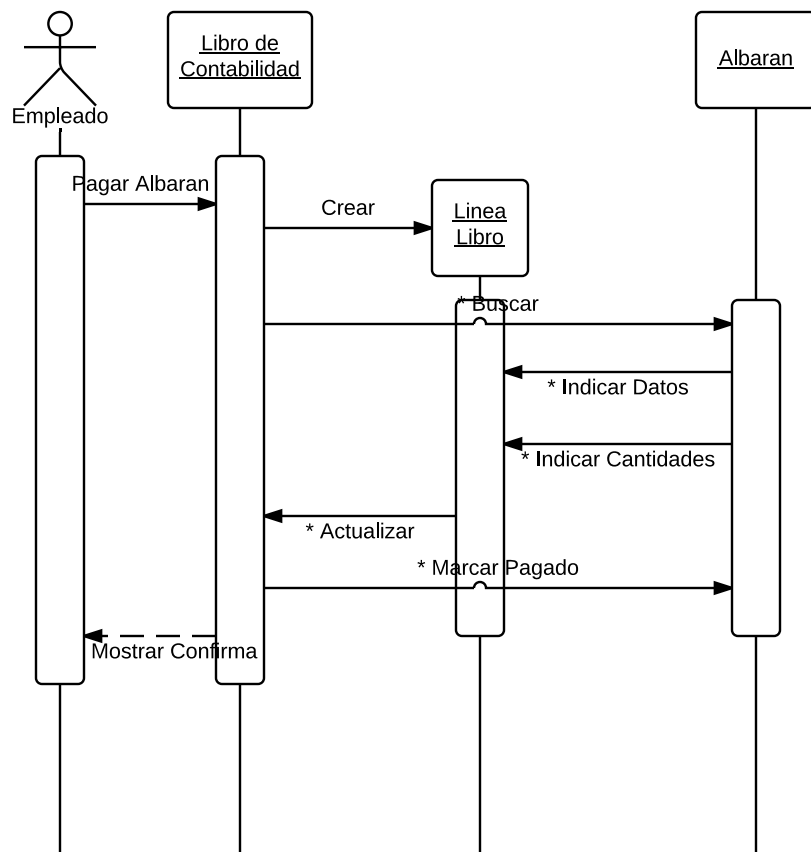 Libro de
Contabilidad
Albaran
Empleado
Pagar Albaran
Crear
Linea
Libro
* Buscar
* Indicar Datos
* Indicar Cantidades
* Actualizar
* Marcar Pagado
Mostrar Confirma